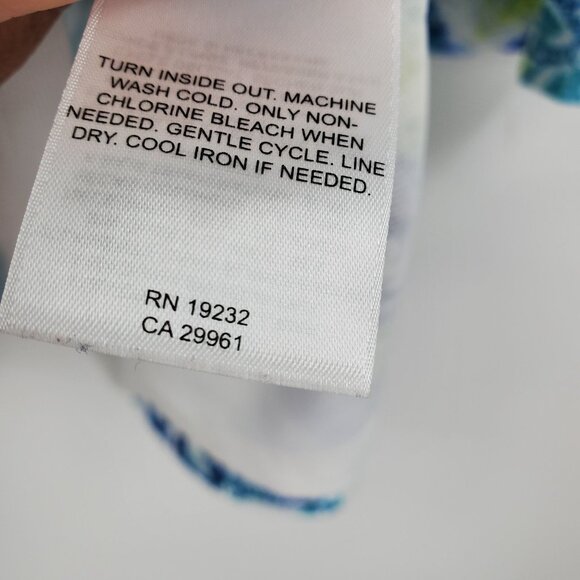 TURN INSIDE OUT. MACHINE
WASH COLD. ONLY NON-
CHLORINE BLEACH WHEN
NEEDED. GENTLE CYCLE. LINE
DRY. COOL IRON IF NEEDED.
RN 19232
CA 29961